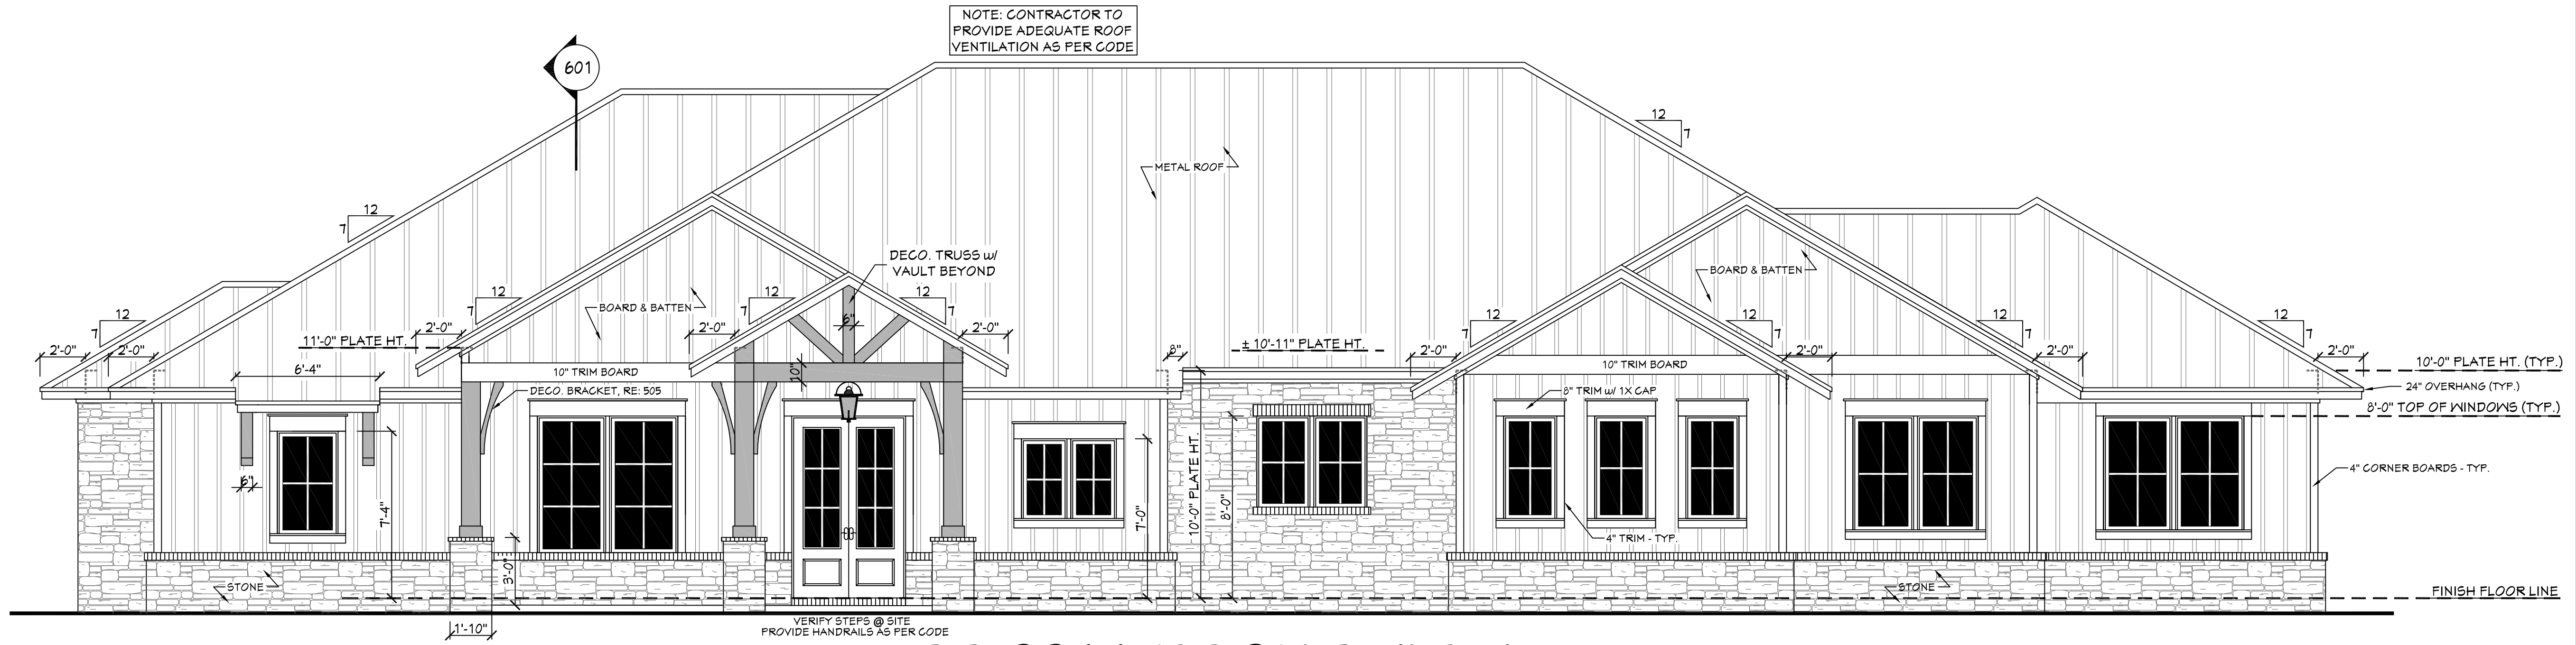 NOTE: CONTRACTOR TO
PROVIDE ADEQUATE ROOF
VENTILATION AS PER CODE
601
12
7
METAL ROOF
12
7
DECO. TRUSS w/
VAULT BEYOND
BOARD & BATTEN
BOARD & BATTEN
12
7
12
7
12
7
12
7
12
7
12
7
12
7
12
7
6"
11'-0" PLATE HT.
2'-0"
2'-0"
2'-0"
2'-0"
2'-0"
± 10'-11" PLATE HT.
8"
2'-0"
2'-0"
2'-0"
2'-0"
6'-4"
10" TRIM BOARD
10"
10" TRIM BOARD
10'-0" PLATE HT. (TYP.)
24" OVERHANG (TYP.)
DECO. BRACKET, RE: 505
8" TRIM w/ 1X CAP
8'-0" TOP OF WINDOWS (TYP.)
6"
7'-4"
7'-0"
10'-0" PLATE HT.
8'-0"
4" CORNER BOARDS - TYP.
4" TRIM - TYP.
3'-0"
STONE
STONE
FINISH FLOOR LINE
1'-10"
VERIFY STEPS @ SITE
PROVIDE HANDRAILS AS PER CODE